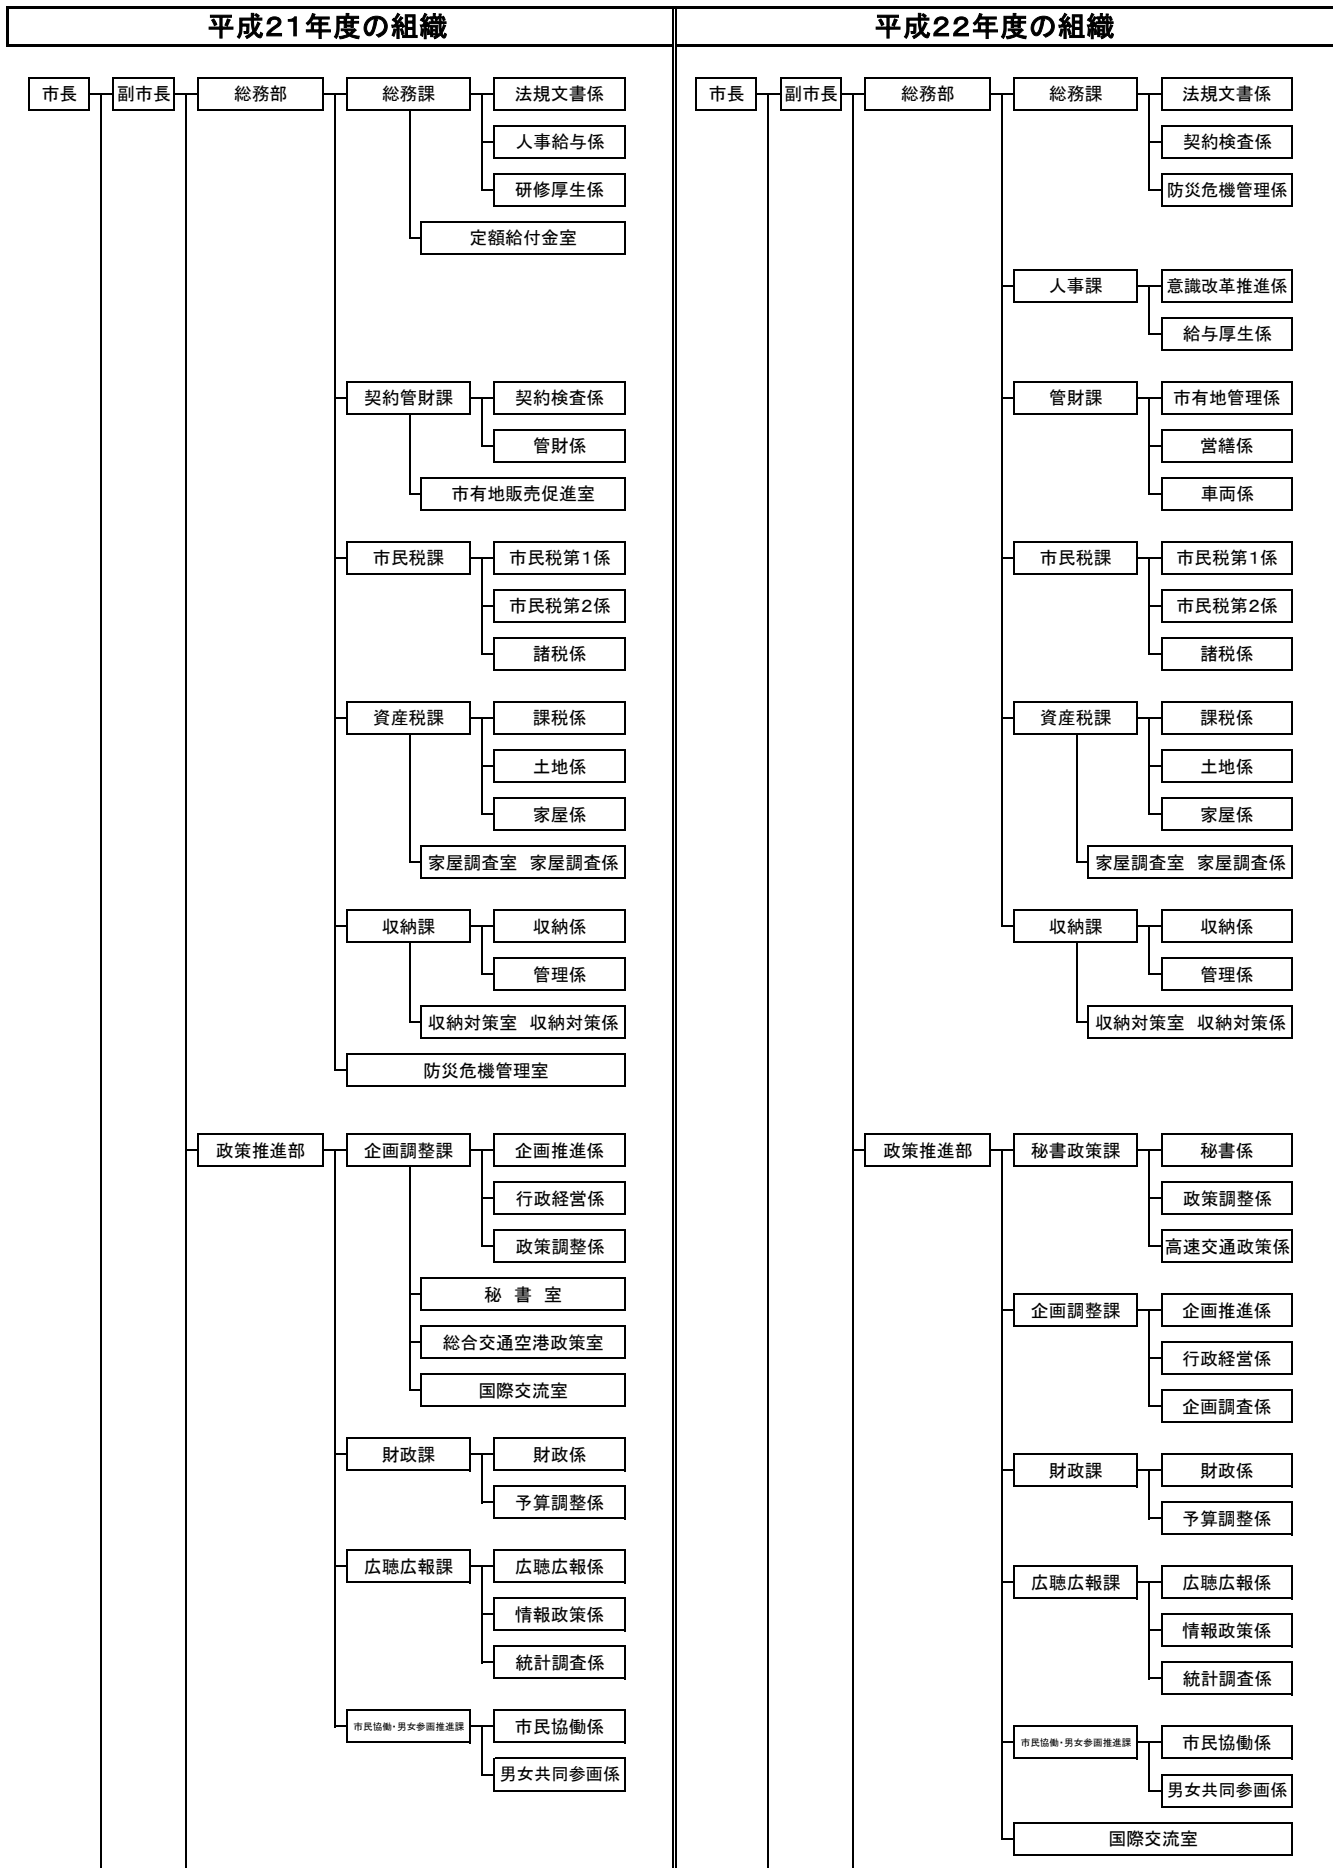 平成21年度の組織
市長 副市長 総務部 総務課 法規文書係
人事給与係
研修厚生係
定額給付金室
契約管財課 契約検査係
管財係
市有地販売促進室
市民税課 市民税第1係
市民税第2係
諸税係
資産税課 課税係
土地係
家屋係
家屋調査室 家屋調査係
収納課 収納係
管理係
収納対策室 収納対策係
防災危機管理室
政策推進部 企画調整課 企画推進係
行政経営係
政策調整係
秘 書 室
総合交通空港政策室
国際交流室
財政課 財政係
予算調整係
広聴広報課 広聴広報係
情報政策係
統計調査係
市民協働・男女参画推進課 市民協働係
男女共同参画係
平成22年度の組織
市長 副市長 総務部 総務課 法規文書係
契約検査係
防災危機管理係
人事課 意識改革推進係
給与厚生係
管財課 市有地管理係
営繕係
車両係
市民税課 市民税第1係
市民税第2係
諸税係
資産税課 課税係
土地係
家屋係
家屋調査室 家屋調査係
収納課 収納係
管理係
収納対策室 収納対策係
政策推進部 秘書政策課 秘書係
政策調整係
高速交通政策係
企画調整課 企画推進係
行政経営係
企画調査係
財政課 財政係
予算調整係
広聴広報課 広聴広報係
情報政策係
統計調査係
市民協働・男女参画推進課 市民協働係
男女共同参画係
国際交流室